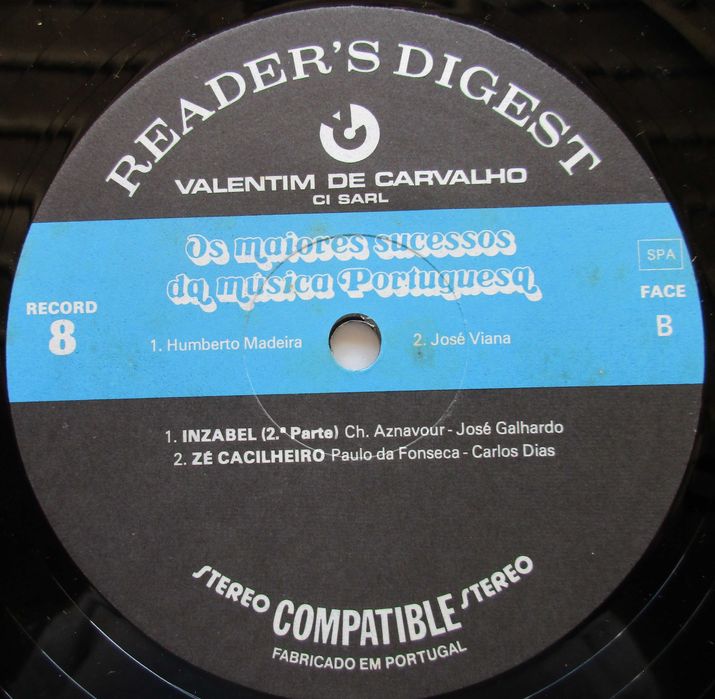 READER'S DIGEST
VALENTIM DE CARVALHO
CI SARL
Os maiores sucessos
da música Portuguesa
SPA
RECORD
8
FACE
B
1. Humberto Madeira
2. José Viana
1. INZABEL (2.ª Parte) Ch. Aznavour - José Galhardo
2. ZÉ CACILHEIRO Paulo da Fonseca - Carlos Dias
STEREO COMPATIBLE STEREO
FABRICADO EM PORTUGAL